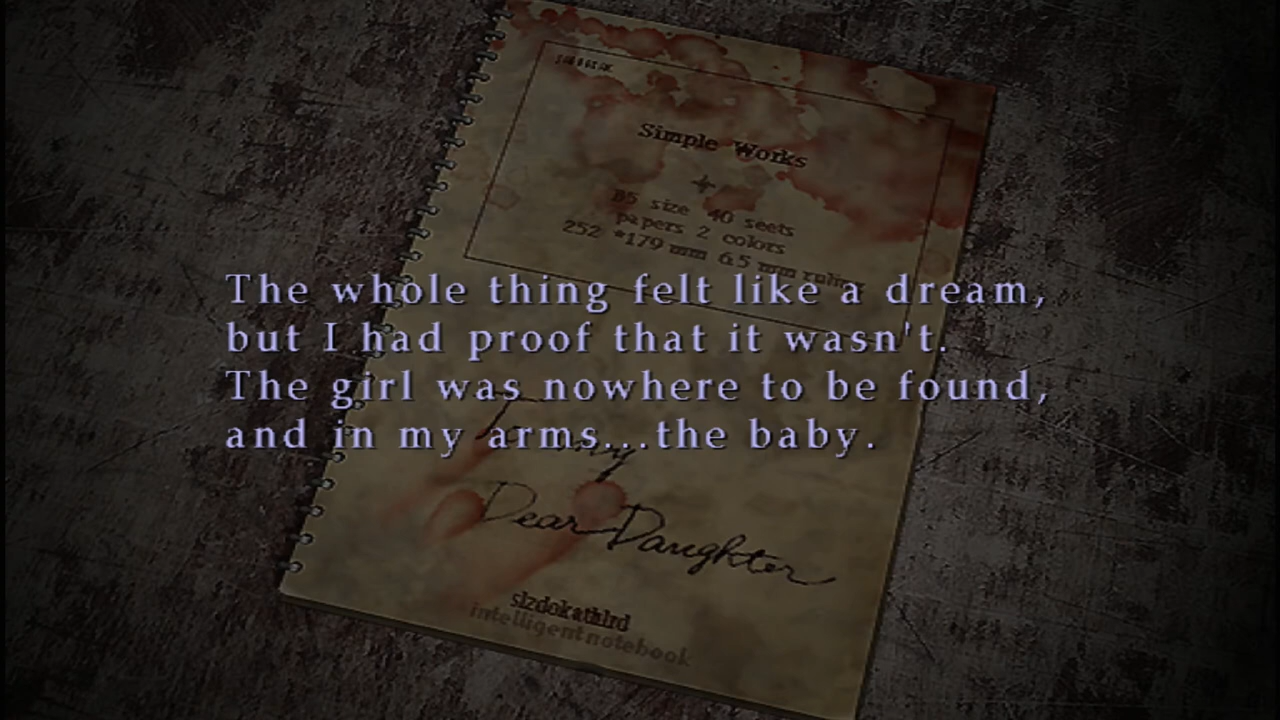 Simple Works
B5 size 40 seets
papers 2 colors
252 *179 mm 6.5 mm ruling
The whole thing felt like a dream,
but I had proof that it wasn't.
The girl was nowhere to be found,
and in my arms...the baby.
Dear Daughter
slzdokathlrd
intelligent notebook